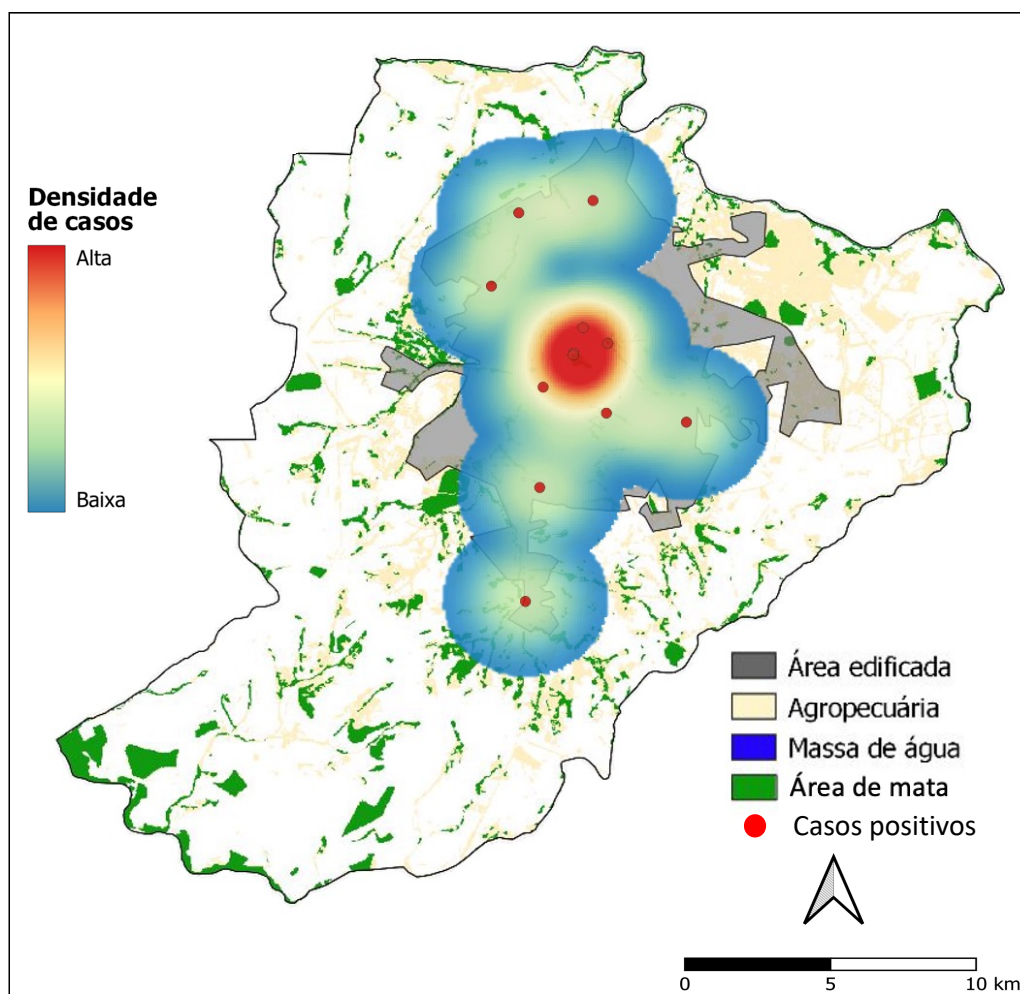 Densidade
de casos
Alta
Baixa
Área edificada
Agropecuária
Massa de água
Área de mata
Casos positivos
0 5 10 km